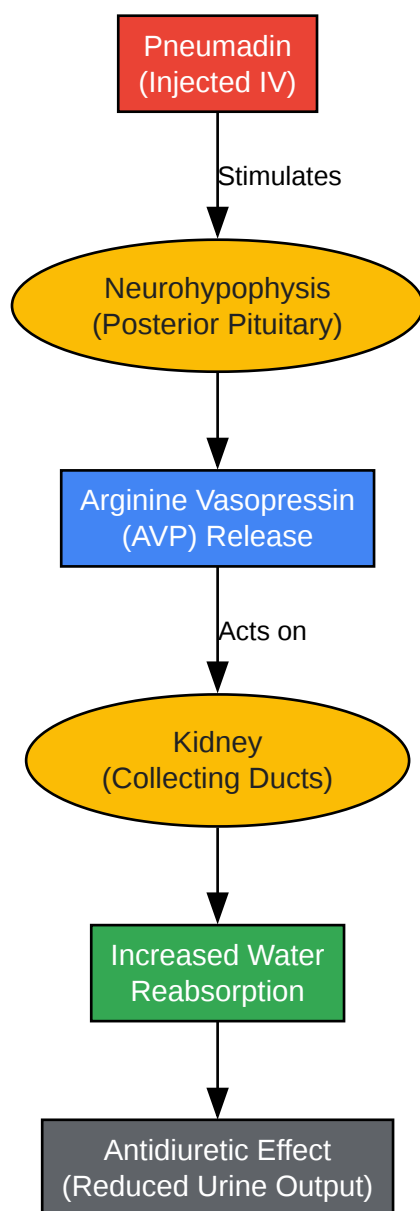 Pneumadin
(Injected IV)
Stimulates
Neurohypophysis
(Posterior Pituitary)
Arginine Vasopressin
(AVP) Release
Acts on
Kidney
(Collecting Ducts)
Increased Water
Reabsorption
Antidiuretic Effect
(Reduced Urine Output)